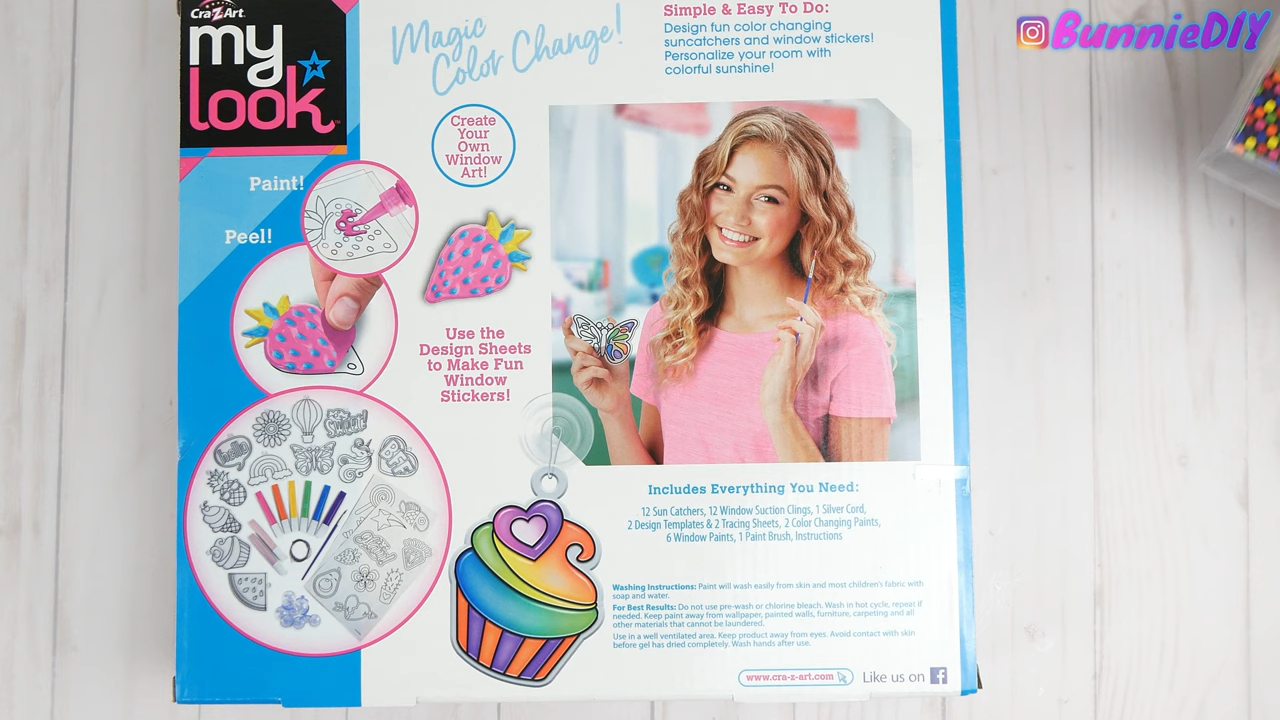 Cra-Z-Art
my
look
Magic
Color Change!
Simple & Easy To Do:
Design fun color changing
suncatchers and window stickers!
Personalize your room with
colorful sunshine!
BunnieDIY
Create
Your
Own
Window
Art!
Paint!
Peel!
Use the
Design Sheets
to Make Fun
Window
Stickers!
hello
Includes Everything You Need:
12 Sun Catchers, 12 Window Suction Clings, 1 Silver Cord,
2 Design Templates & 2 Tracing Sheets, 2 Color Changing Paints,
6 Window Paints, 1 Paint Brush, Instructions
Washing Instructions: Paint will wash easily from skin and most children's fabric with
soap and water.
For Best Results: Do not use pre-wash or chlorine bleach. Wash in hot cycle, repeat if
needed. Keep paint away from wallpaper, painted walls, furniture, carpeting and all
other materials that cannot be laundered.
Use in a well ventilated area. Keep product away from eyes. Avoid contact with skin
before gel has dried completely. Wash hands after use.
www.cra-z-art.com
Like us on f